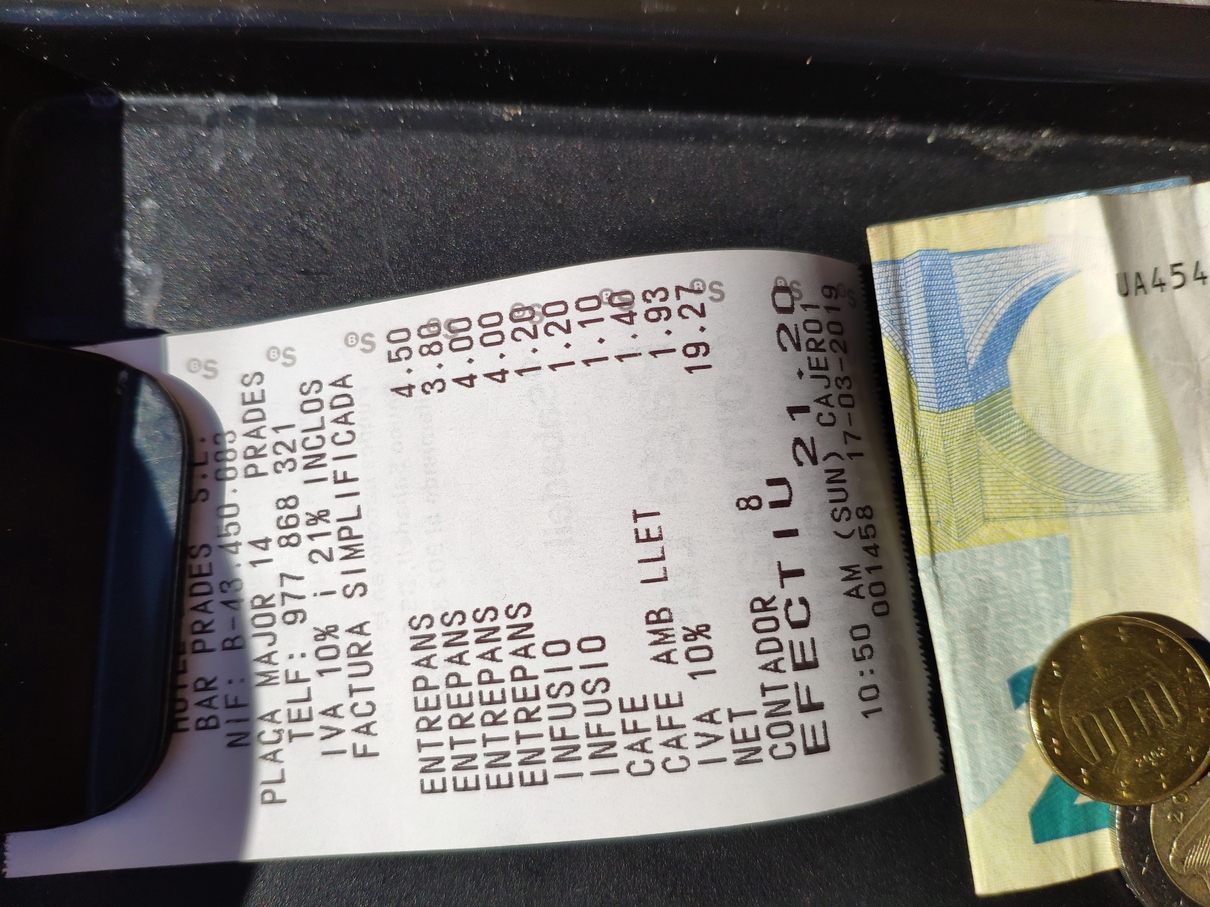 HOTEL
BAR PRADES S.L.
NIF:
PLAÇA MAJOR 14 PRADES
TELF: 977 868 321
IVA 10% i 21% INCLOS
FACTURA SIMPLIFICADA
ENTREPANS 4.50
ENTREPANS 3.80
ENTREPANS 4.00
ENTREPANS 4.00
INFUSIO 1.20
INFUSIO 1.20
CAFE 1.10
CAFE AMB LLET 1.40
IVA 10% 1.93
NET 19.27
CONTADOR 8
EFECTIU 21.20
10:50 AM (SUN) CAJERO1
001458 17-03-2019
UA454